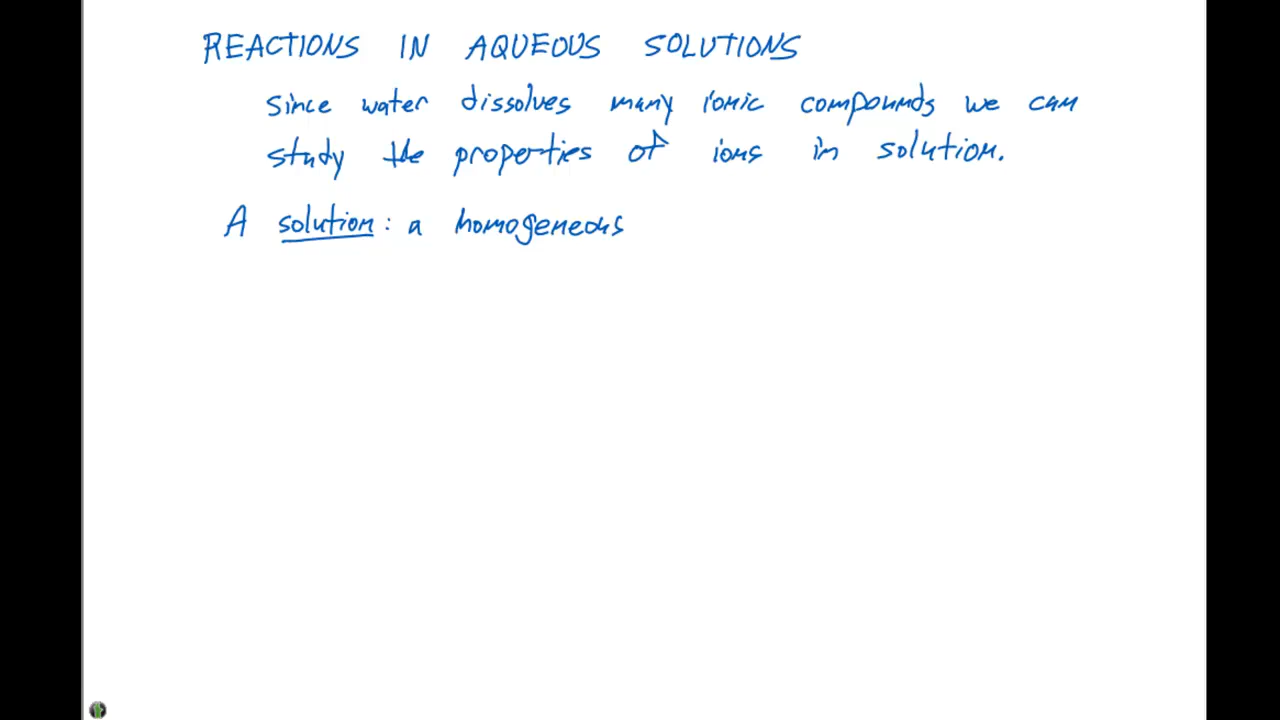 REACTIONS IN AQUEOUS SOLUTIONS
Since water dissolves many ionic compounds we can
study the properties of ions in solution.
A solution: a homogeneous